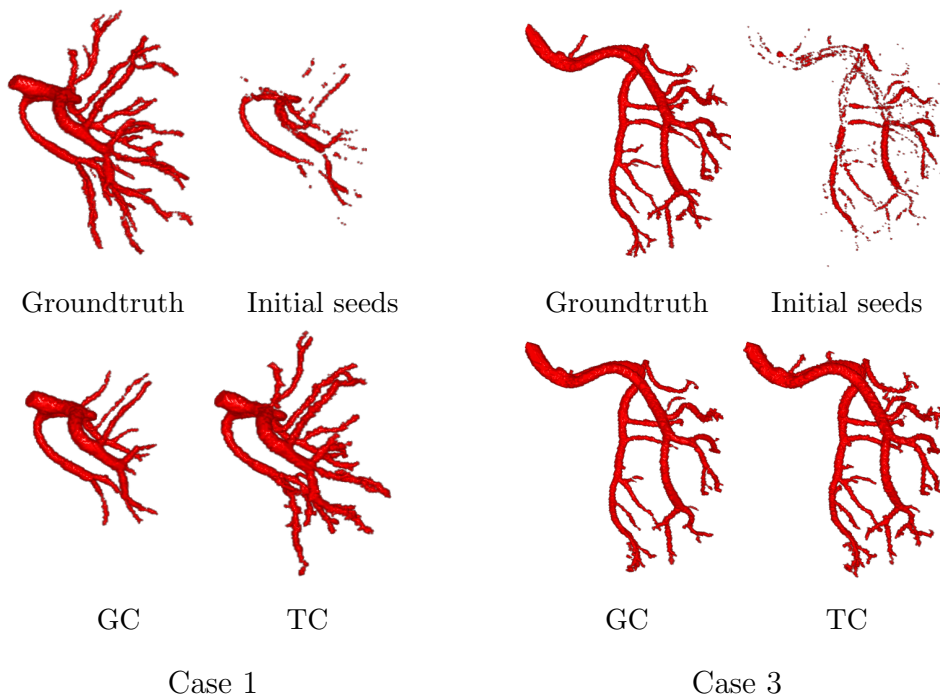 Groundtruth
Initial seeds
Groundtruth
Initial seeds
GC
TC
GC
TC
Case 1
Case 3